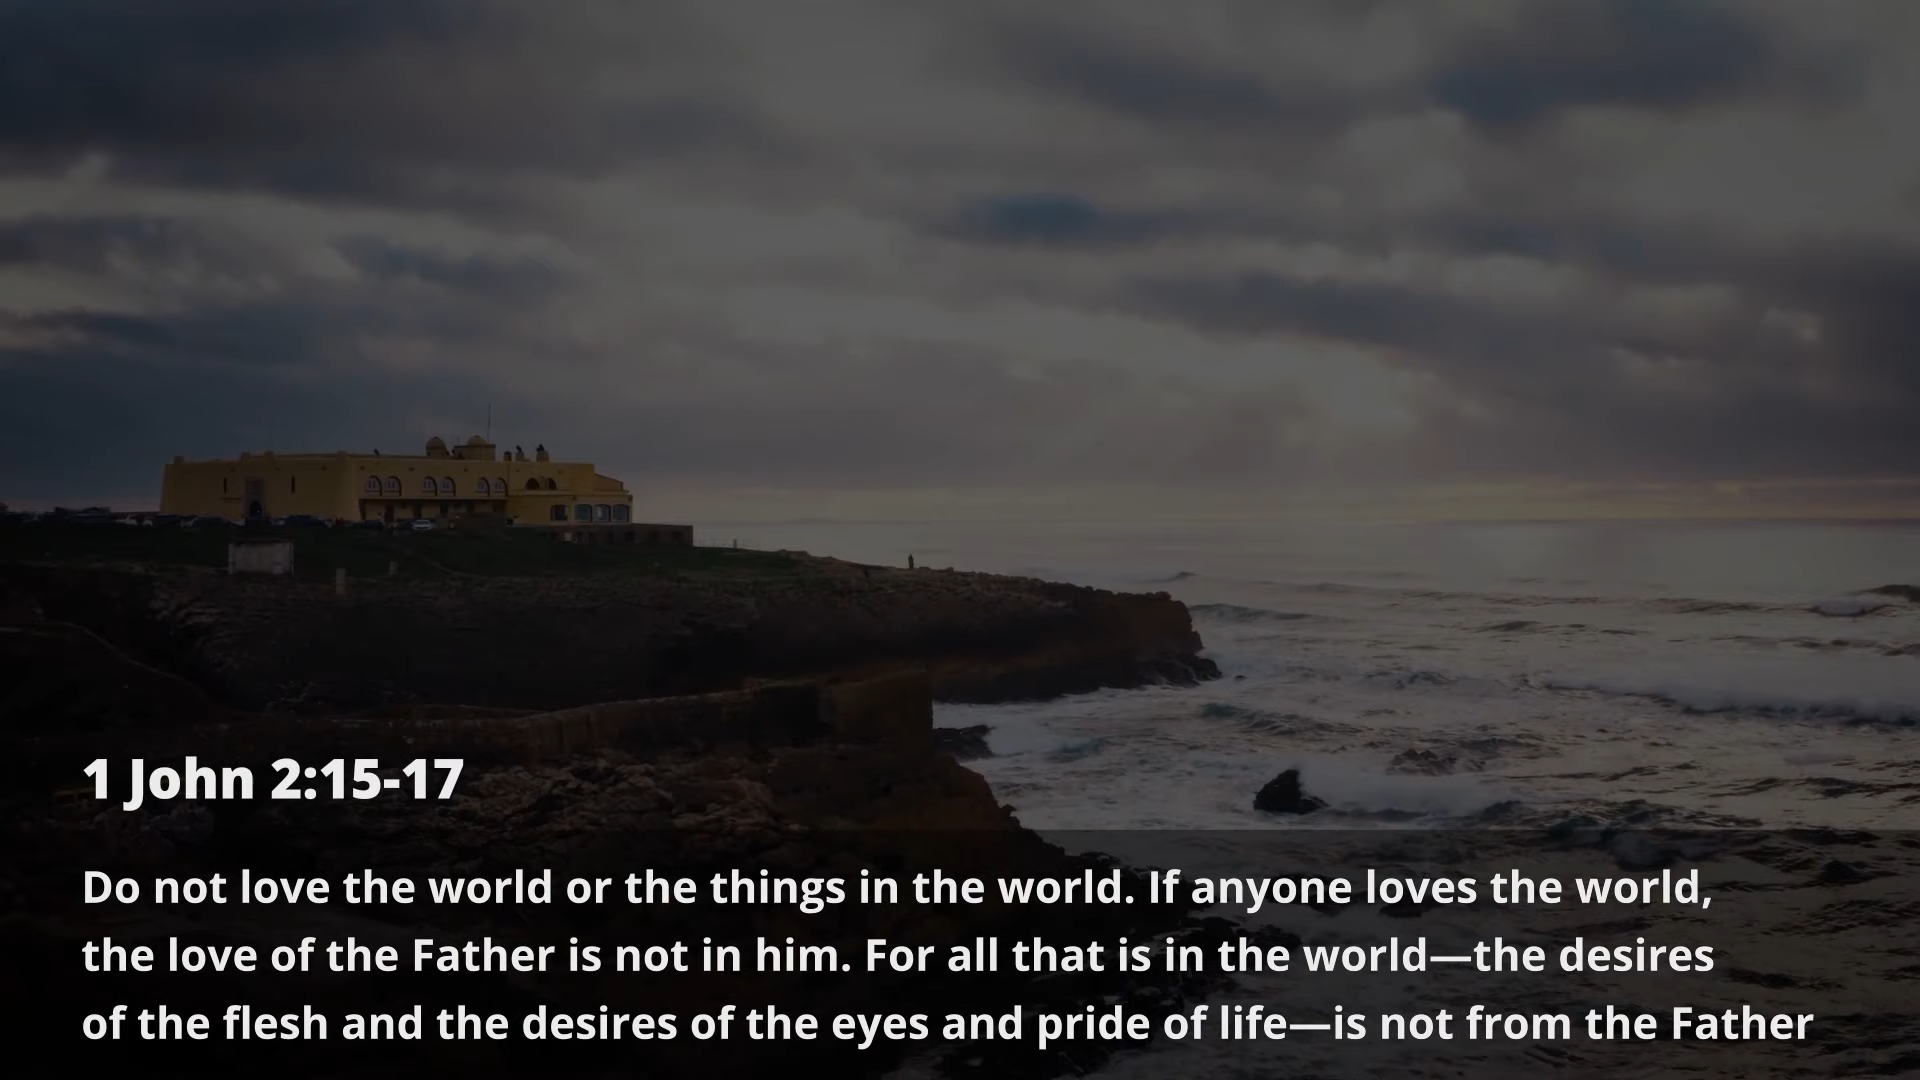 1 John 2:15-17
Do not love the world or the things in the world. If anyone loves the world,
the love of the Father is not in him. For all that is in the world—the desires
of the flesh and the desires of the eyes and pride of life—is not from the Father